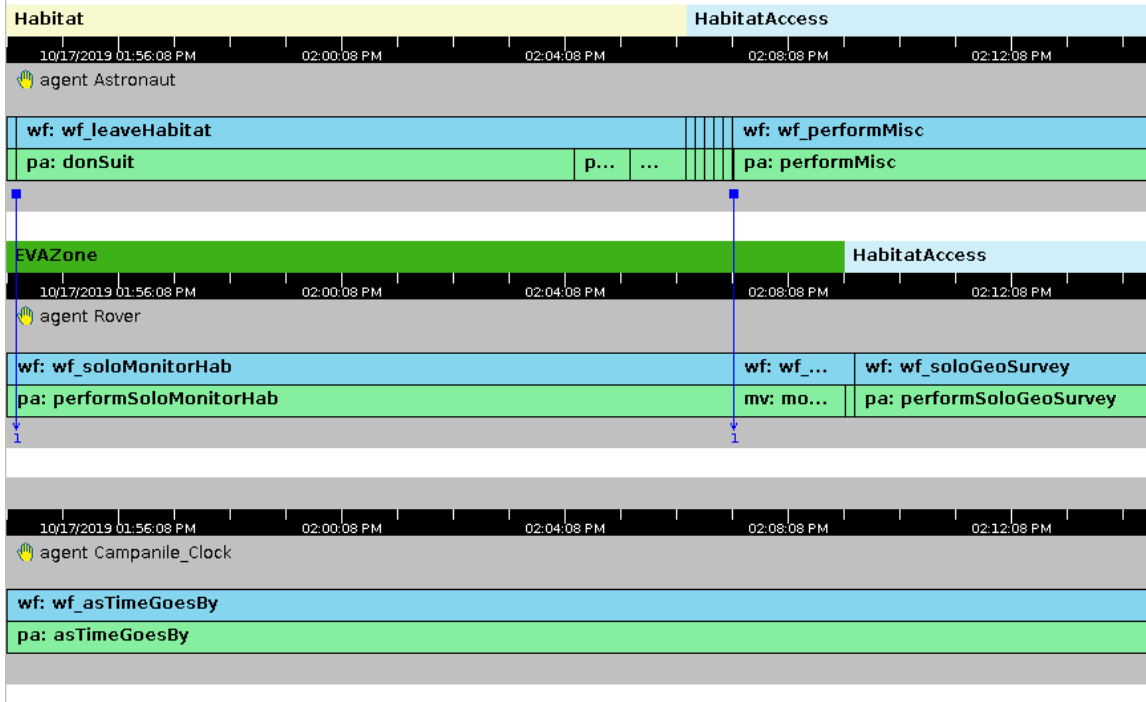 Habitat HabitatAccess
10/17/2019 01:56:08 PM 02:00:08 PM 02:04:08 PM 02:08:08 PM 02:12:08 PM
agent Astronaut
wf: wf_leaveHabitat wf: wf_performMisc
pa: donSuit p... ... pa: performMisc
EVAZone HabitatAccess
10/17/2019 01:56:08 PM 02:00:08 PM 02:04:08 PM 02:08:08 PM 02:12:08 PM
agent Rover
wf: wf_soloMonitorHab wf: wf_... wf: wf_soloGeoSurvey
pa: performSoloMonitorHab mv: mo... pa: performSoloGeoSurvey
1 1
10/17/2019 01:56:08 PM 02:00:08 PM 02:04:08 PM 02:08:08 PM 02:12:08 PM
agent Campanile_Clock
wf: wf_asTimeGoesBy
pa: asTimeGoesBy